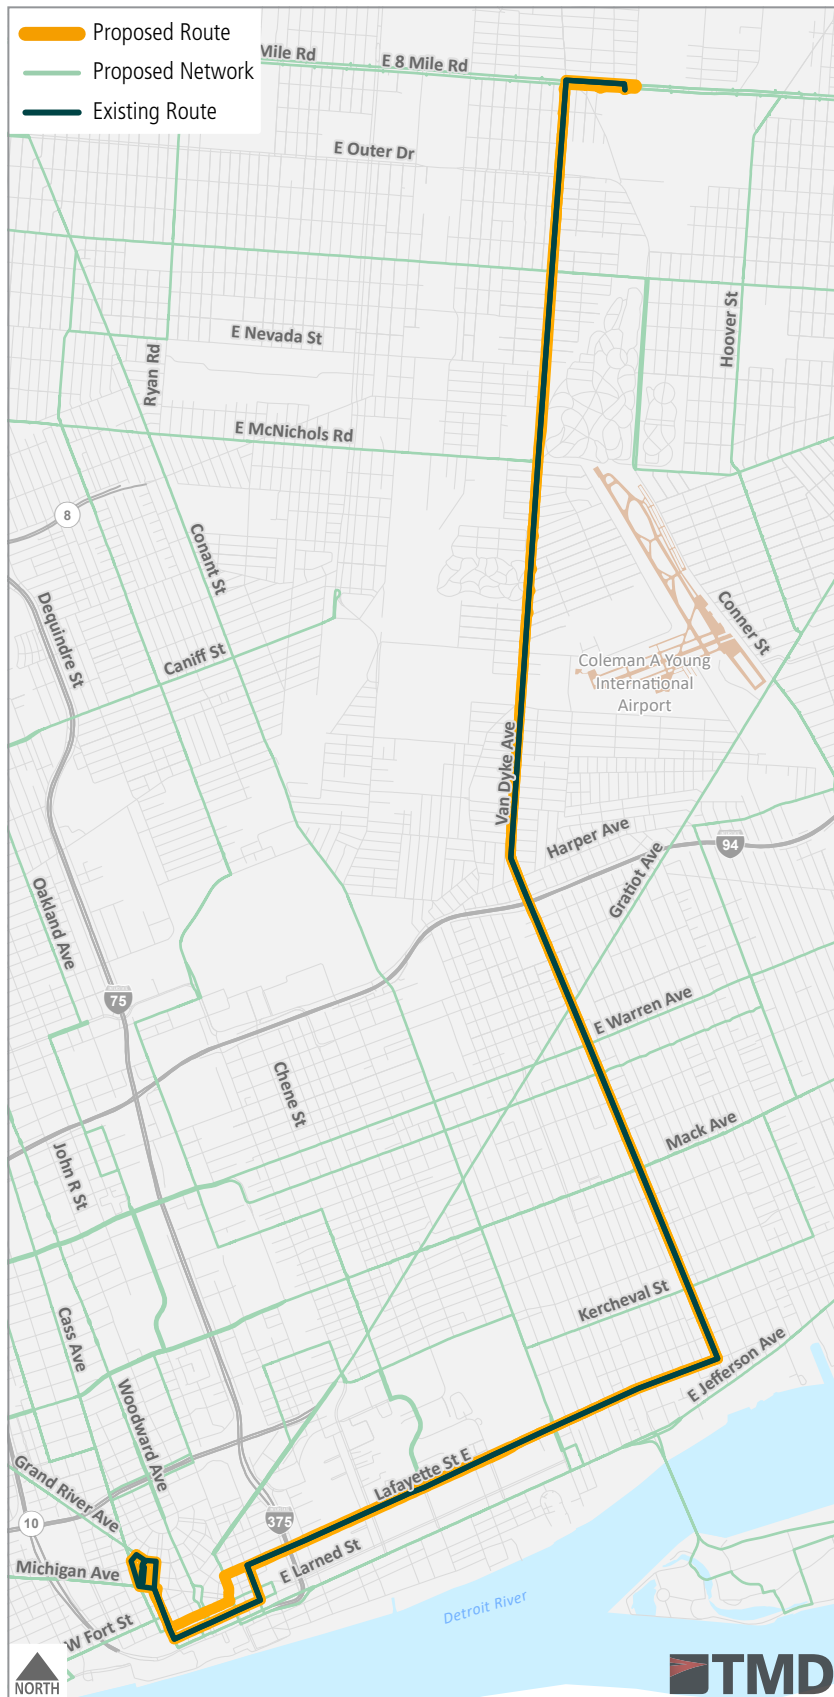 Proposed Route
Proposed Network
Existing Route
Mile Rd
E 8 Mile Rd
E Outer Dr
Hoover St
E Nevada St
Ryan Rd
E McNichols Rd
8
Conant St
Dequindre St
Conner St
Caniff St
Coleman A Young
International
Airport
Van Dyke Ave
Harper Ave
94
Gratiot Ave
Oakland Ave
75
E Warren Ave
Chene St
Mack Ave
John R St
Kercheval St
Cass Ave
E Jefferson Ave
Woodward Ave
Lafayette St E
Grand River Ave
10
375
E Larned St
Michigan Ave
Detroit River
W Fort St
NORTH
TMD